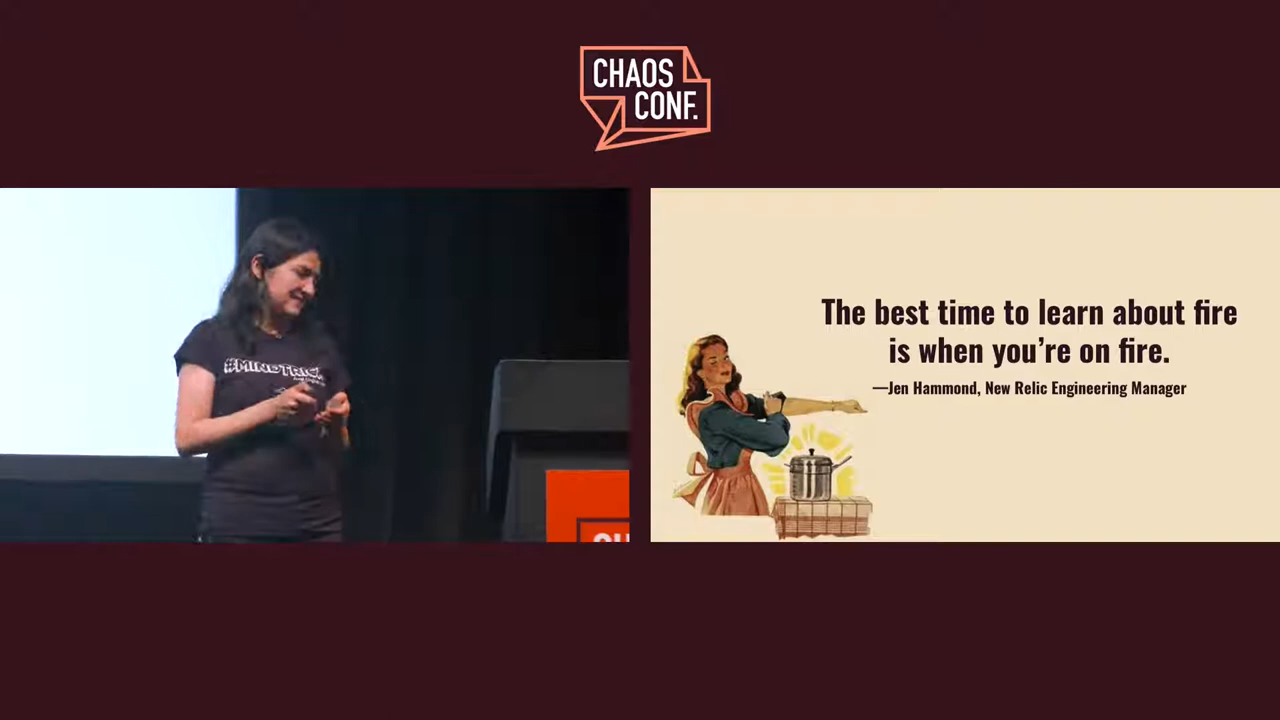 CHAOS
CONF.
#MINDTRICK
The best time to learn about fire
is when you’re on fire.
—Jen Hammond, New Relic Engineering Manager